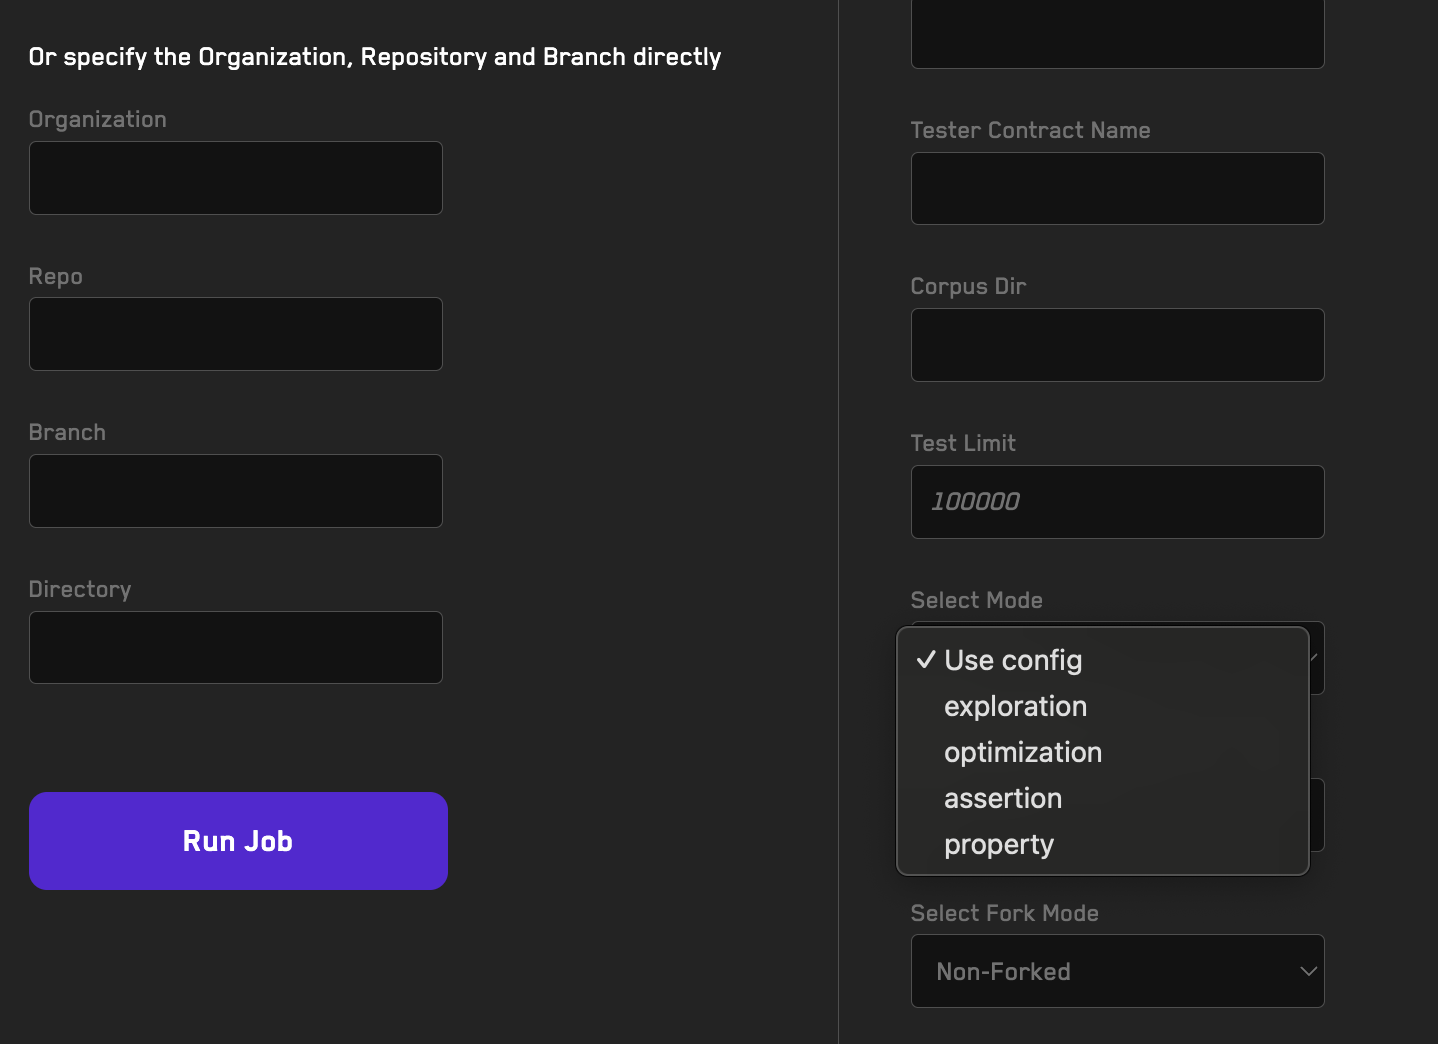 Or specify the Organization, Repository and Branch directly
Organization
Repo
Branch
Directory
Run Job
Tester Contract Name
Corpus Dir
Test Limit
100000
Select Mode
✓ Use config
exploration
optimization
assertion
property
Select Fork Mode
Non-Forked